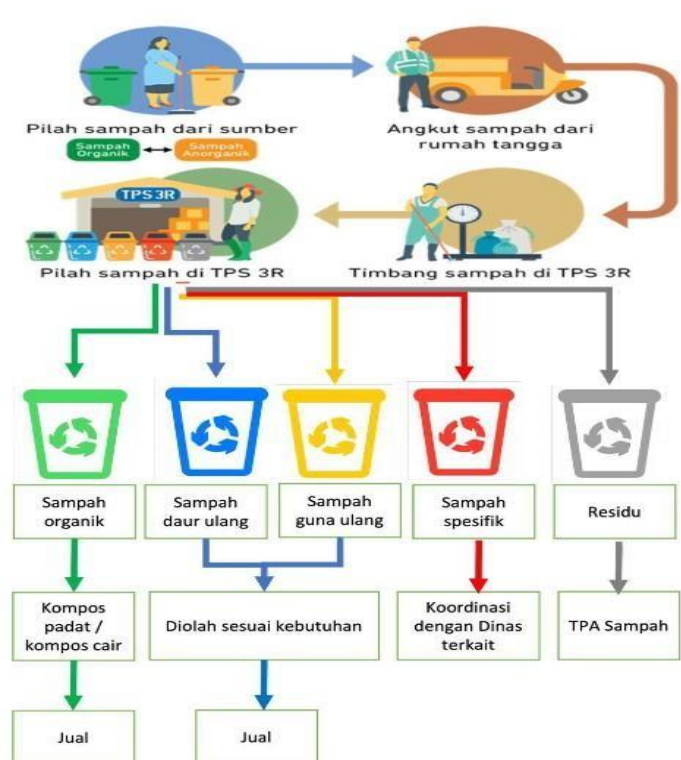 Pilah sampah dari sumber
Sampah
Organik
Sampah
Anorganik
Angkut sampah dari
rumah tangga
TPS 3R
Pilah sampah di TPS 3R
Timbang sampah di TPS 3R
Sampah
organik
Sampah
daur ulang
Sampah
guna ulang
Sampah
spesifik
Residu
Kompos
padat /
kompos cair
Diolah sesuai kebutuhan
Koordinasi
dengan Dinas
terkait
TPA Sampah
Jual
Jual